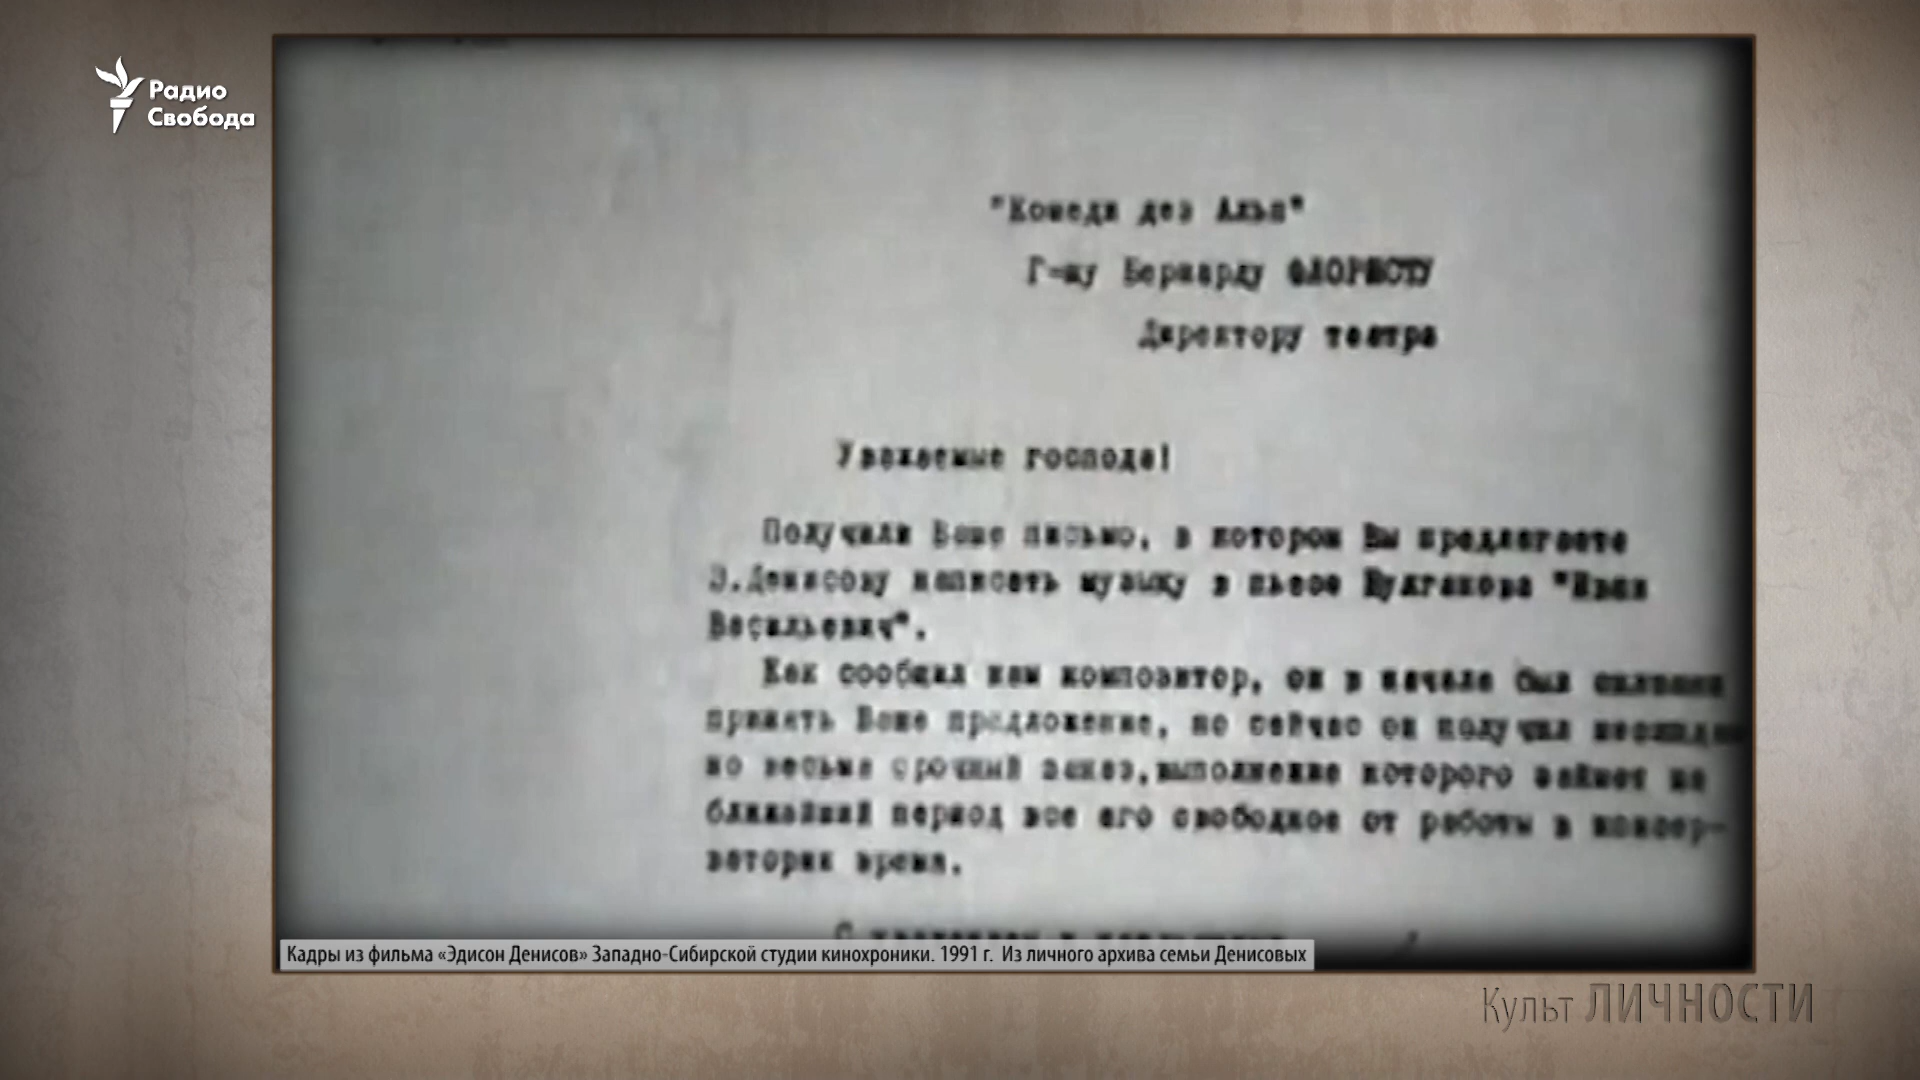 Радио
Свобода
"Комеди дез Альп"
Г-ну Бернарду ФЛОРИСТУ
Директору театра
Уважаемые господа!
Получили Ваше письмо, в котором Вы предлагаете
Э.Денисову написать музыку к пьесе Булгакова "Иван
Васильевич".
Как сообщил нам композитор, он в начале был склонен
принять Ваше предложение, но сейчас он получил
но весьма срочный заказ,выполнение которого займет на
ближайший период все его свободное от работы в консер-
ватории время.
Кадры из фильма «Эдисон Денисов» Западно-Сибирской студии кинохроники. 1991 г. Из личного архива семьи Денисовых
Культ ЛИЧНОСТИ